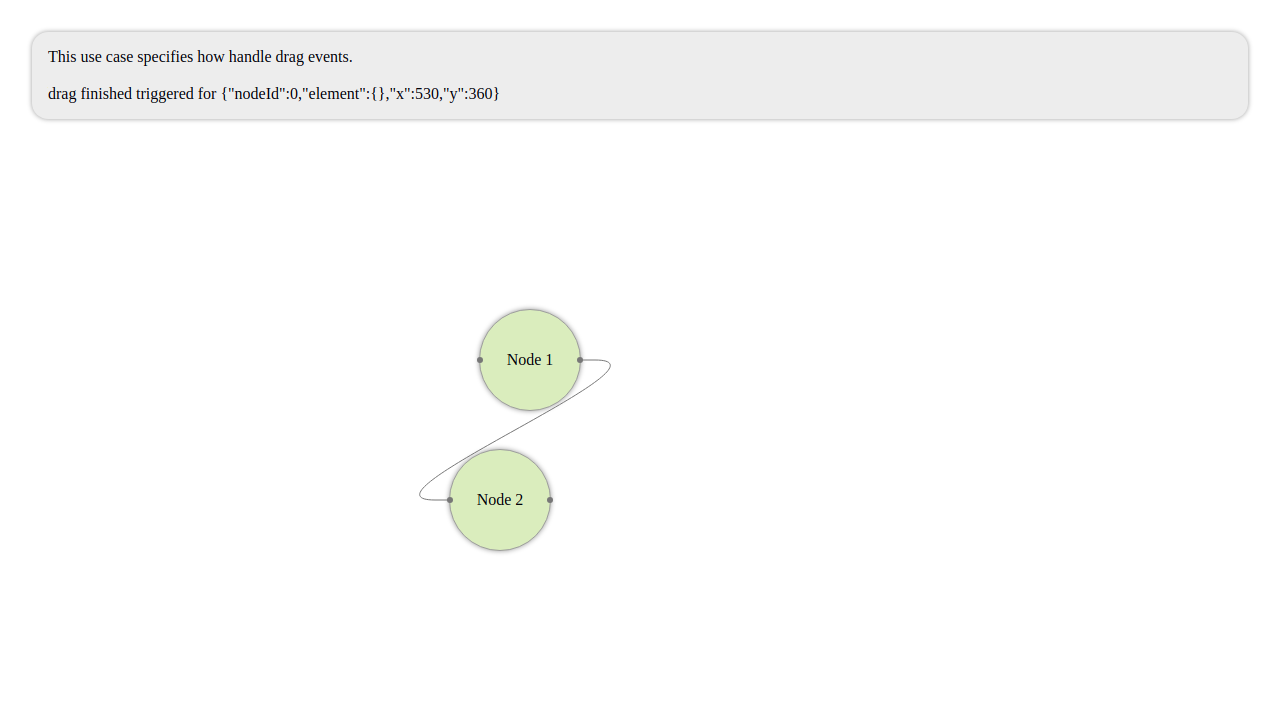 This use case specifies how handle drag events.
drag finished triggered for {"nodeId":0,"element":{},"x":530,"y":360}
Node 1
Node 2